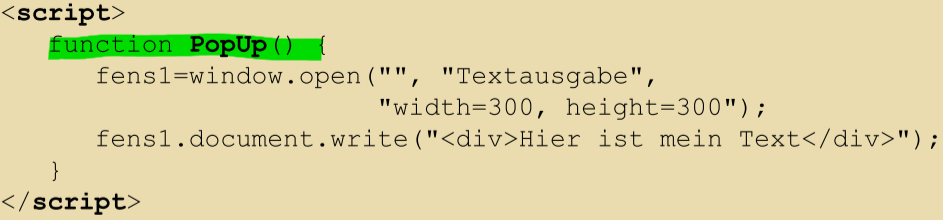 <script>
function PopUp() {
fens1=window.open("", "Textausgabe",
"width=300, height=300");
fens1.document.write("<div>Hier ist mein Text</div>");
}
</script>